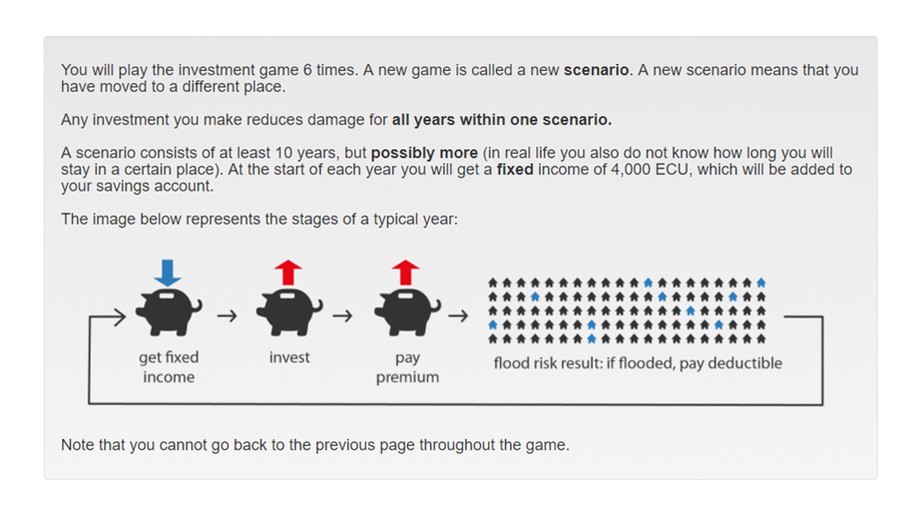 You will play the investment game 6 times. A new game is called a new scenario. A new scenario means that you
have moved to a different place.
Any investment you make reduces damage for all years within one scenario.
A scenario consists of at least 10 years, but possibly more (in real life you also do not know how long you will
stay in a certain place). At the start of each year you will get a fixed income of 4,000 ECU, which will be added to
your savings account.
The image below represents the stages of a typical year:
get fixed
income
invest
pay
premium
flood risk result: if flooded, pay deductible
Note that you cannot go back to the previous page throughout the game.